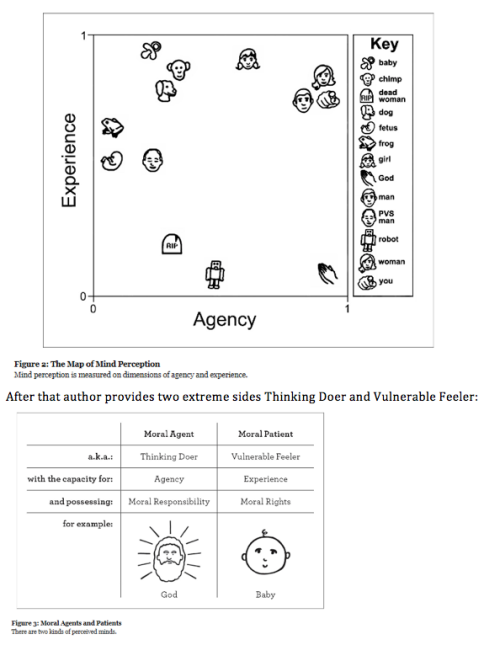 1
Experience
0
0
Agency
1
Key
baby
chimp
RIP
dead
woman
dog
fetus
frog
girl
God
man
PVS
man
robot
woman
you
RIP
Figure 2: The Map of Mind Perception
Mind perception is measured on dimensions of agency and experience.
After that author provides two extreme sides Thinking Doer and Vulnerable Feeler:
Moral Agent Moral Patient
a.k.a.: Thinking Doer Vulnerable Feeler
with the capacity for: Agency Experience
and possessing: Moral Responsibility Moral Rights
for example:
God Baby
Figure 3: Moral Agents and Patients
There are two kinds of perceived minds.